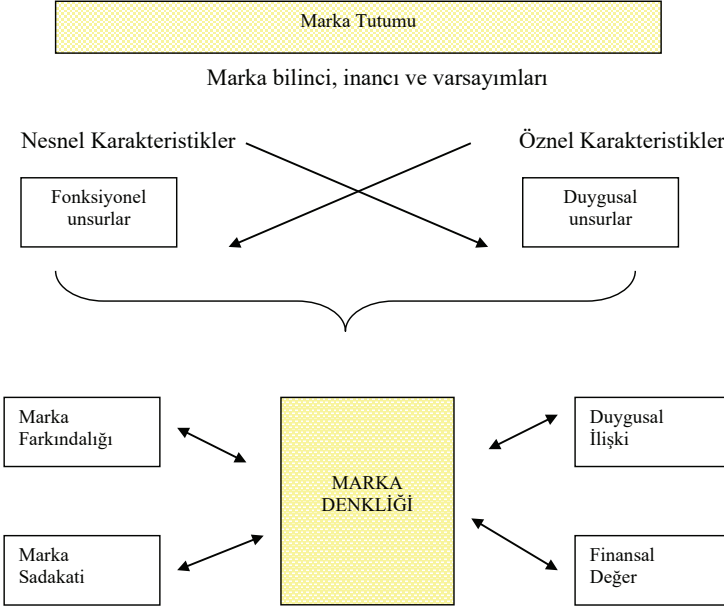 Marka Tutumu
Marka bilinci, inancı ve varsayımları
Nesnel Karakteristikler
Öznel Karakteristikler
Fonksiyonel
unsurlar
Duygusal
unsurlar
Marka
Farkındalığı
Duygusal
İlişki
MARKA
DENKLİĞİ
Marka
Sadakati
Finansal
Değer